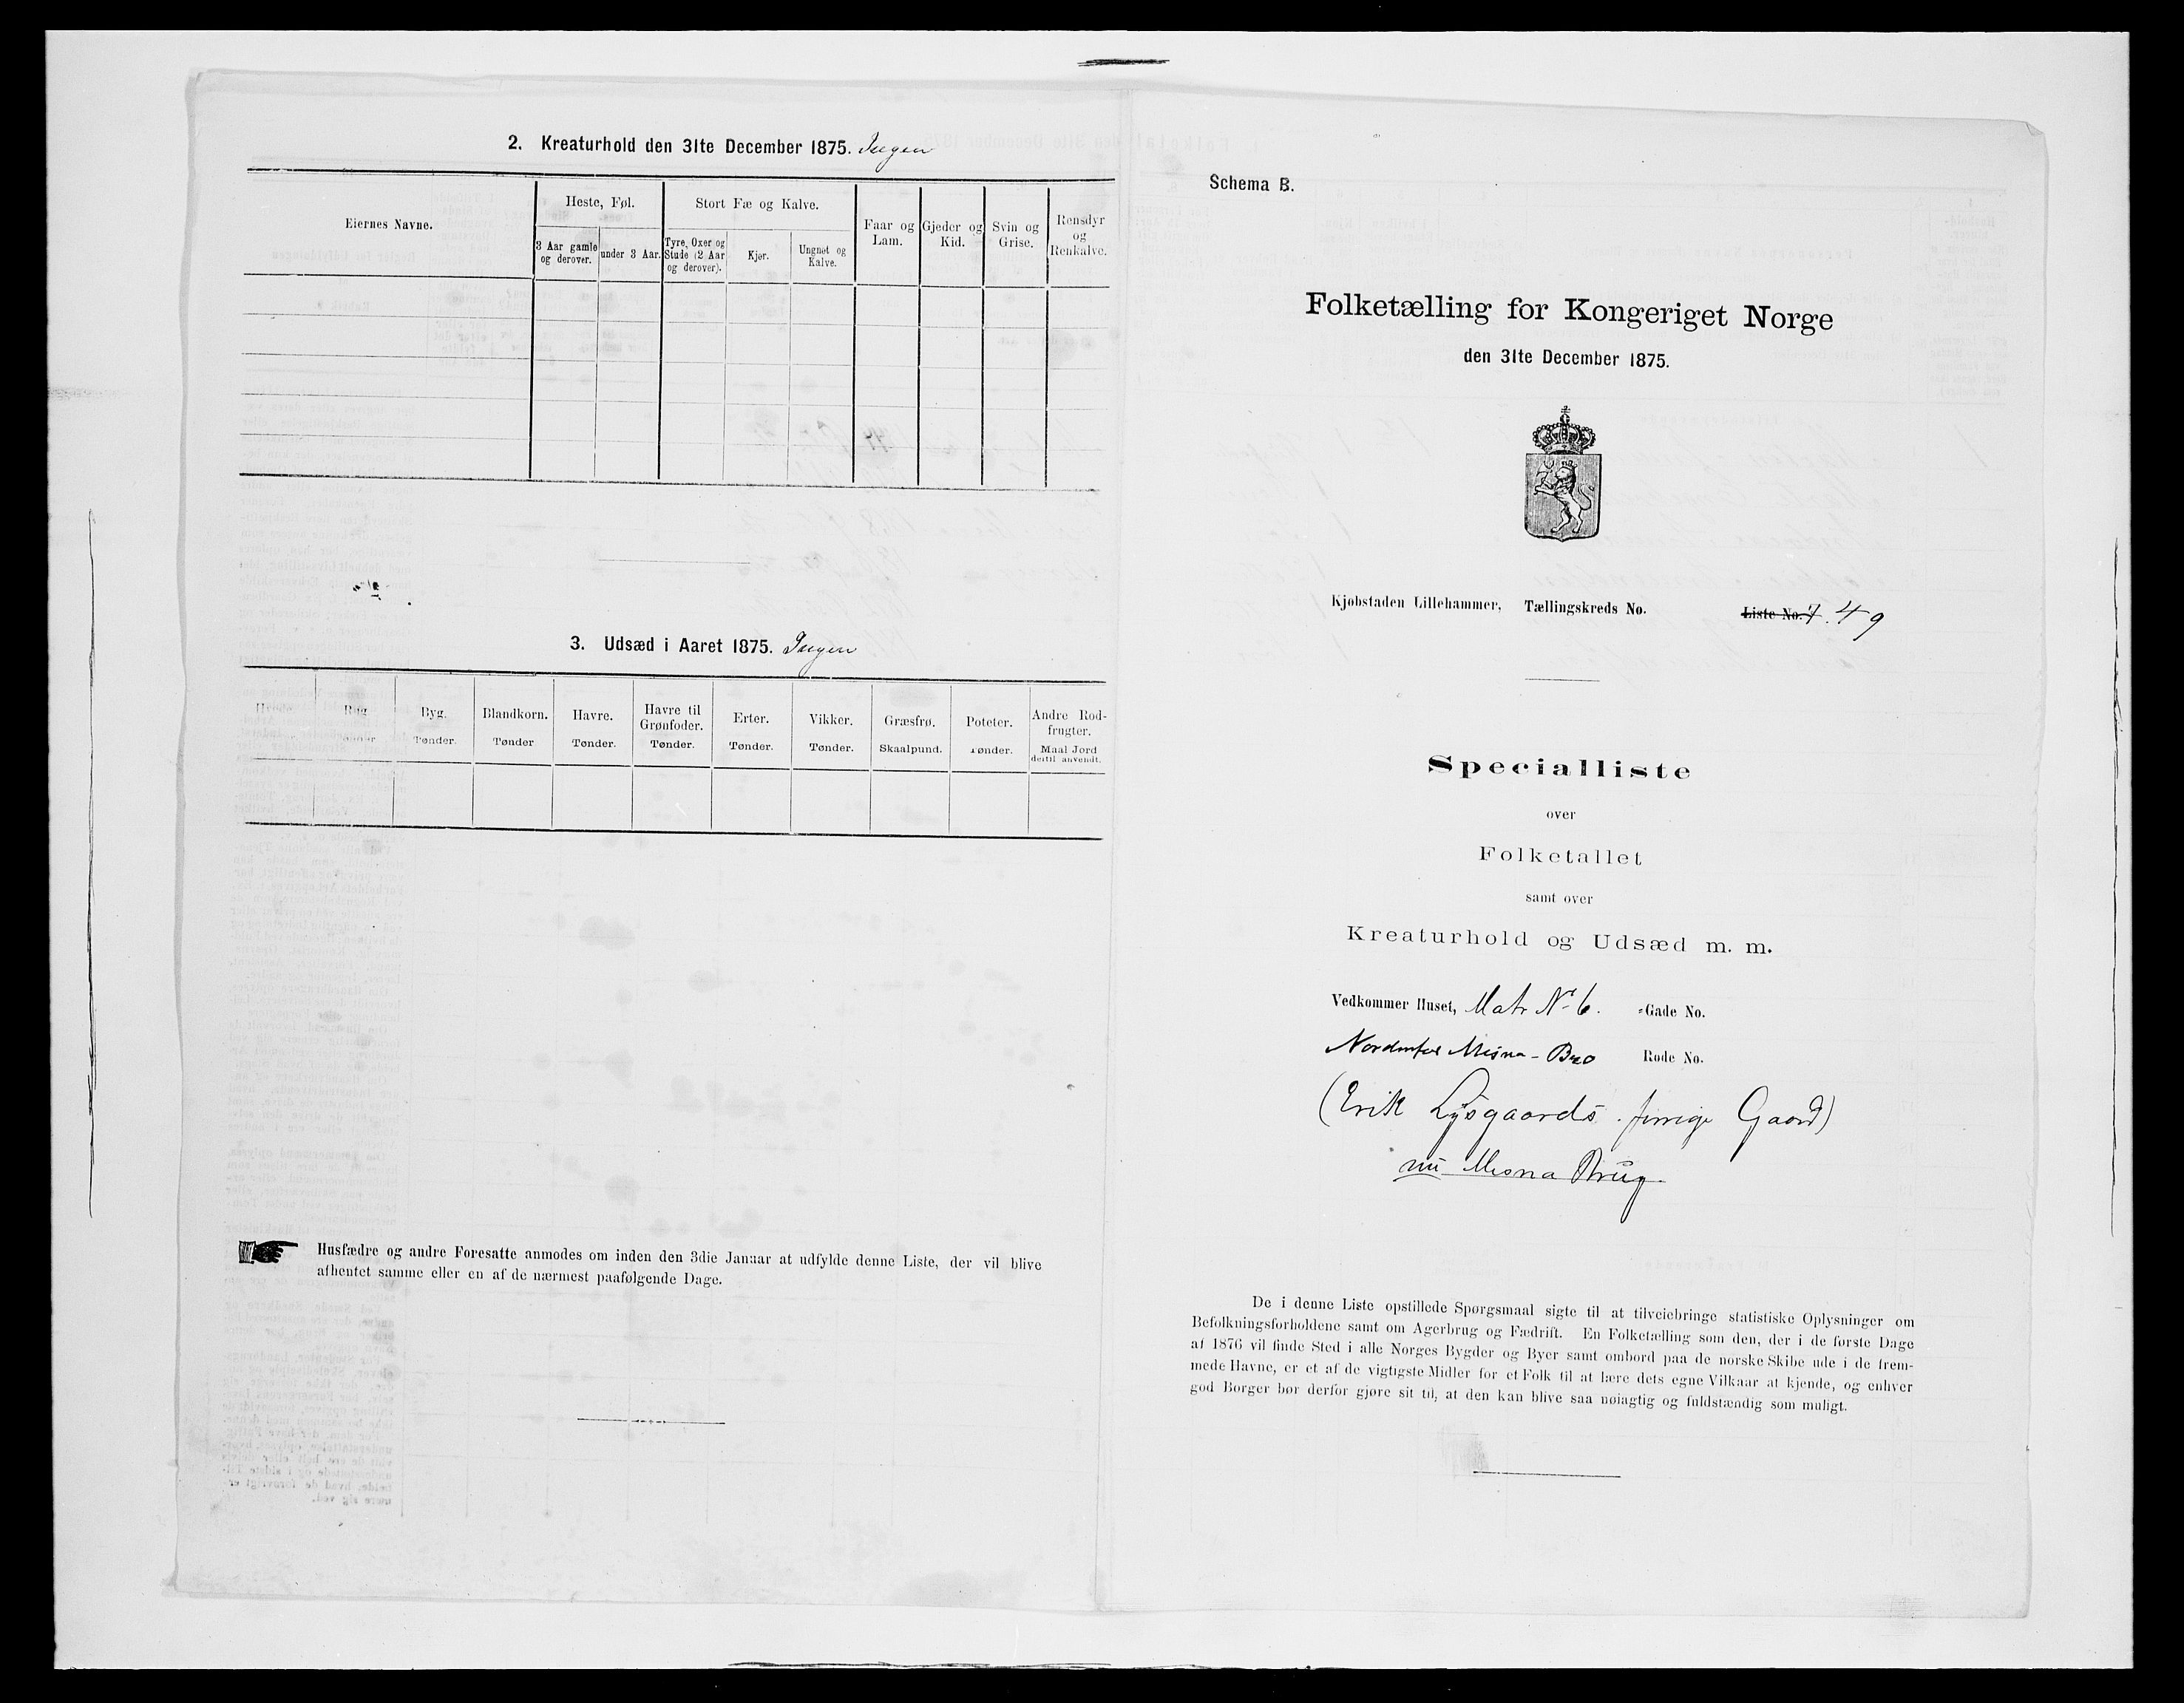 2. Kreaturhold den 31te December 1875. Ingen
Eiernes Navne.
Heste, Føl.
Stort Fæ og Kalve.
Faar og Lam.
Gjeder og Kid.
Svin og Grise.
Rensdyr og Renkalve.
3 Aar gamle og derover.
under 3 Aar.
Tyre, Oxer og Stude (2 Aar og derover).
Kjør.
Ungnøt og Kalve.
3. Udsæd i Aaret 1875. Ingen
Hvede.
Rug.
Byg.
Blandkorn.
Havre.
Havre til Grønfoder.
Erter.
Vikker.
Græsfrø.
Poteter.
Andre Rodfrugter.
Tønder.
Tønder.
Tønder
Tønder.
Tønder.
Tønder.
Tønder.
Skaalpund.
Tønder.
Maal Jord dertil anvendt.
Husfædre og andre Foresatte anmodes om inden den 3die Januar at udfylde denne Liste, der vil blive
afhentet samme eller en af de nærmest paafølgende Dage.
Schema B.
Folketælling for Kongeriget Norge
den 31te December 1875.
Kjøbstaden Lillehammer, Tællingskreds No. Liste No. 49
Specialliste
over
Folketallet
samt over
Kreaturhold og Udsæd m. m.
Vedkommer Huset, Matr No 6. -Gade No.
Nordenfor Mesna-Bro Rode No.
(Erik Lysgaards forrige Gaard)
nu Mesna Brug
De i denne Liste opstillede Spørgsmaal sigte til at tilveiebringe statistiske Oplysninger om
Befolkningsforholdene samt om Agerbrug og Fædrift. En Folketælling som den, der i de første Dage
af 1876 vil finde Sted i alle Norges Bygder og Byer samt ombord paa de norske Skibe ude i de frem-
mede Havne, er et af de vigtigste Midler for et Folk til at lære dets egne Vilkaar at kjende, og enhver
god Borger bør derfor gjøre sit til, at den kan blive saa nøiagtig og fuldstændig som muligt.